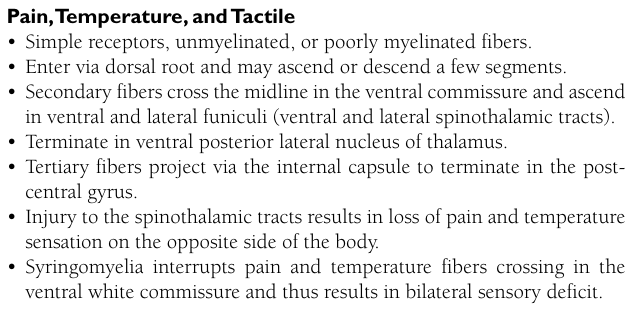 Pain, Temperature, and Tactile
• Simple receptors, unmyelinated, or poorly myelinated fibers.
• Enter via dorsal root and may ascend or descend a few segments.
• Secondary fibers cross the midline in the ventral commissure and ascend
in ventral and lateral funiculi (ventral and lateral spinothalamic tracts).
• Terminate in ventral posterior lateral nucleus of thalamus.
• Tertiary fibers project via the internal capsule to terminate in the post-
central gyrus.
• Injury to the spinothalamic tracts results in loss of pain and temperature
sensation on the opposite side of the body.
• Syringomyelia interrupts pain and temperature fibers crossing in the
ventral white commissure and thus results in bilateral sensory deficit.